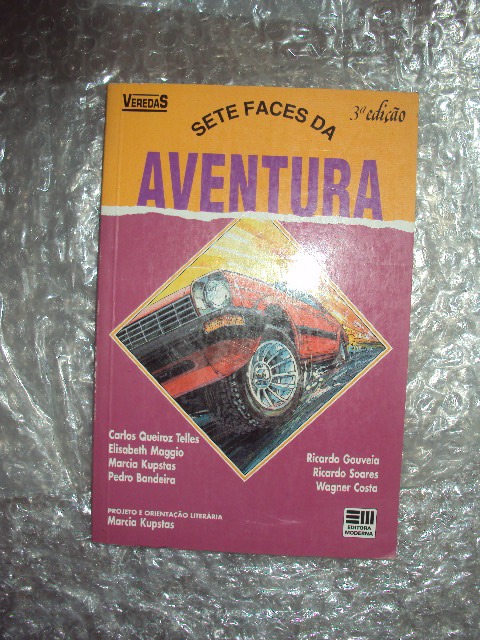 VEREDAS
3ª edição
SETE FACES DA
AVENTURA
Carlos Queiroz Telles
Elisabeth Maggio
Marcia Kupstas
Pedro Bandeira
Ricardo Gouveia
Ricardo Soares
Wagner Costa
PROJETO E ORIENTAÇÃO LITERÁRIA
Marcia Kupstas
EDITORA
MODERNA